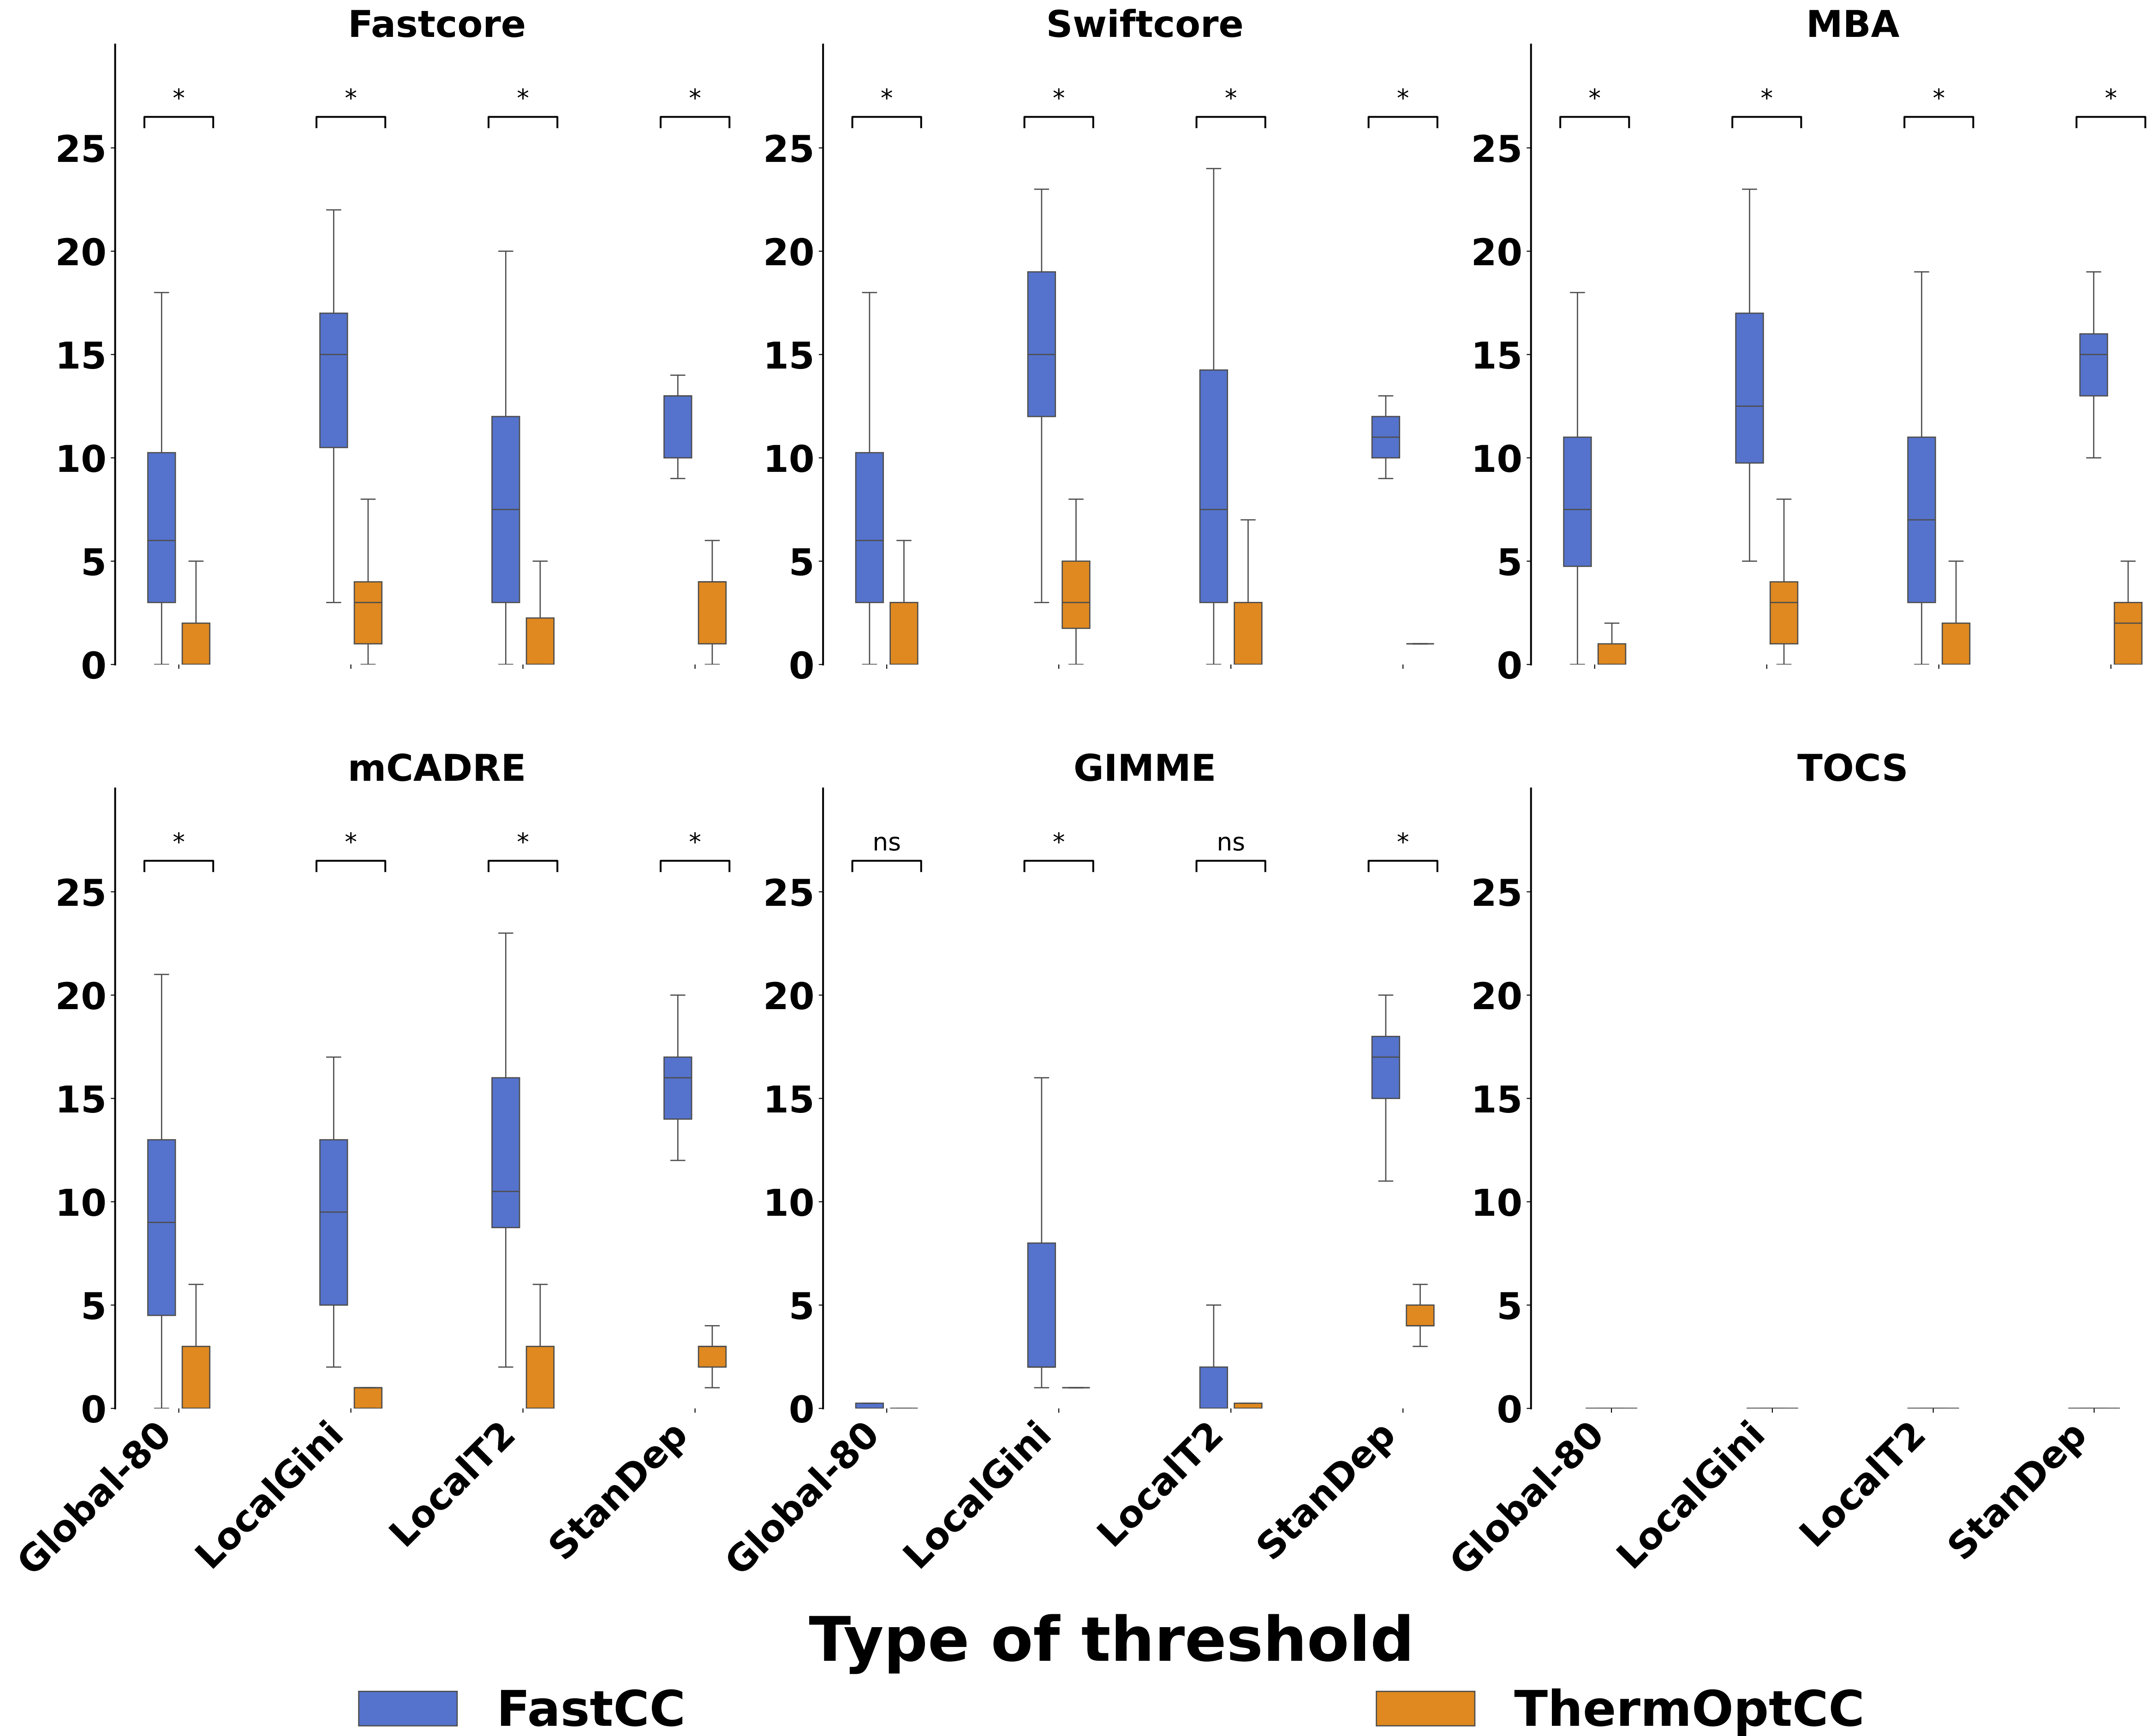 Fastcore Swiftcore MBA
* * * * * * * * * * * *
25 25 25
20 20 20
15 15 15
10 10 10
5 5 5
0 0 0
mCADRE GIMME TOCS
* * * * ns * ns *
25 25 25
20 20 20
15 15 15
10 10 10
5 5 5
0 0 0
Global-80 LocalGini LocalT2 StanDep Global-80 LocalGini LocalT2 StanDep Global-80 LocalGini LocalT2 StanDep
Type of threshold
FastCC ThermOptCC